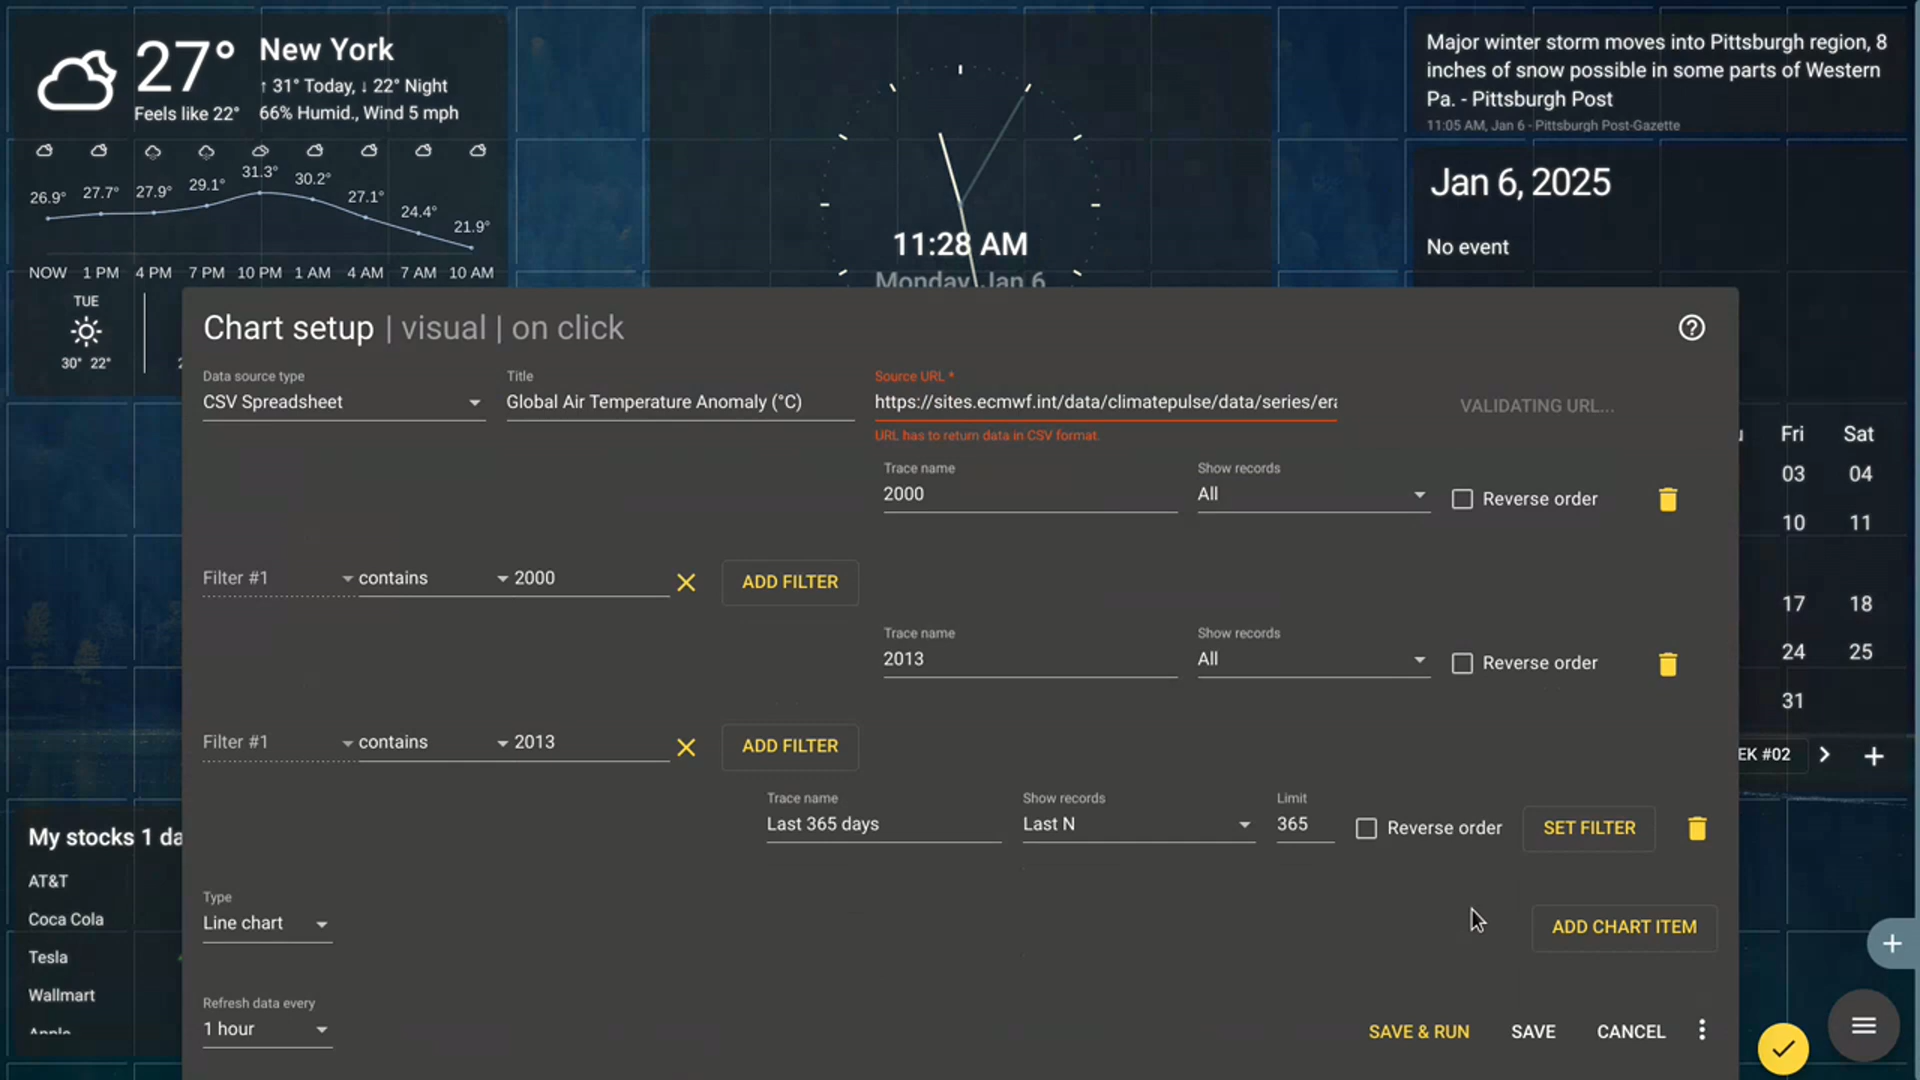 27°
New York
↑ 31° Today, ↓ 22° Night
Feels like 22°
66% Humid., Wind 5 mph
26.9° 27.7° 27.9° 29.1° 31.3° 30.2° 27.1° 24.4° 21.9°
NOW 1 PM 4 PM 7 PM 10 PM 1 AM 4 AM 7 AM 10 AM
TUE
30° 22°
11:28 AM
Monday Jan 6
Major winter storm moves into Pittsburgh region, 8
inches of snow possible in some parts of Western
Pa. - Pittsburgh Post
11:05 AM, Jan 6 - Pittsburgh Post-Gazette
Jan 6, 2025
No event
Chart setup | visual | on click
Data source type
CSV Spreadsheet
Title
Global Air Temperature Anomaly (°C)
Source URL *
https://sites.ecmwf.int/data/climatepulse/data/series/era
URL has to return data in CSV format.
VALIDATING URL...
Trace name
2000
Show records
All
Reverse order
Filter #1 contains 2000
ADD FILTER
Trace name
2013
Show records
All
Reverse order
Filter #1 contains 2013
ADD FILTER
Trace name
Last 365 days
Show records
Last N
Limit
365
Reverse order
SET FILTER
Type
Line chart
ADD CHART ITEM
Refresh data every
1 hour
SAVE & RUN
SAVE
CANCEL
Fri Sat
03 04
10 11
17 18
24 25
31
EK #02
My stocks 1 da
AT&T
Coca Cola
Tesla
Wallmart
Apple